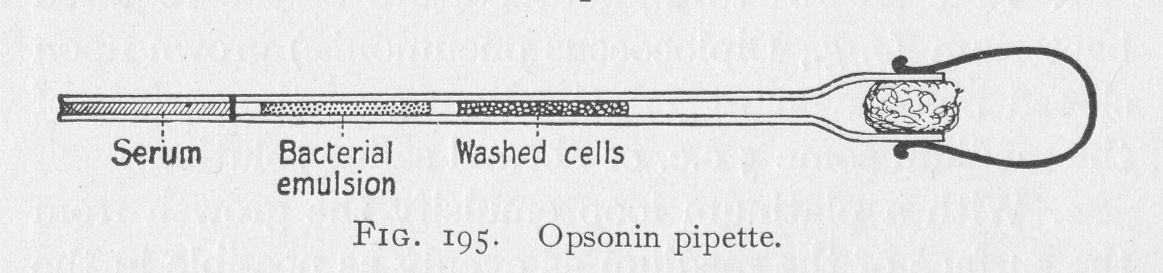 Serum
Bacterial
emulsion
Washed cells
FIG. 195. Opsonin pipette.